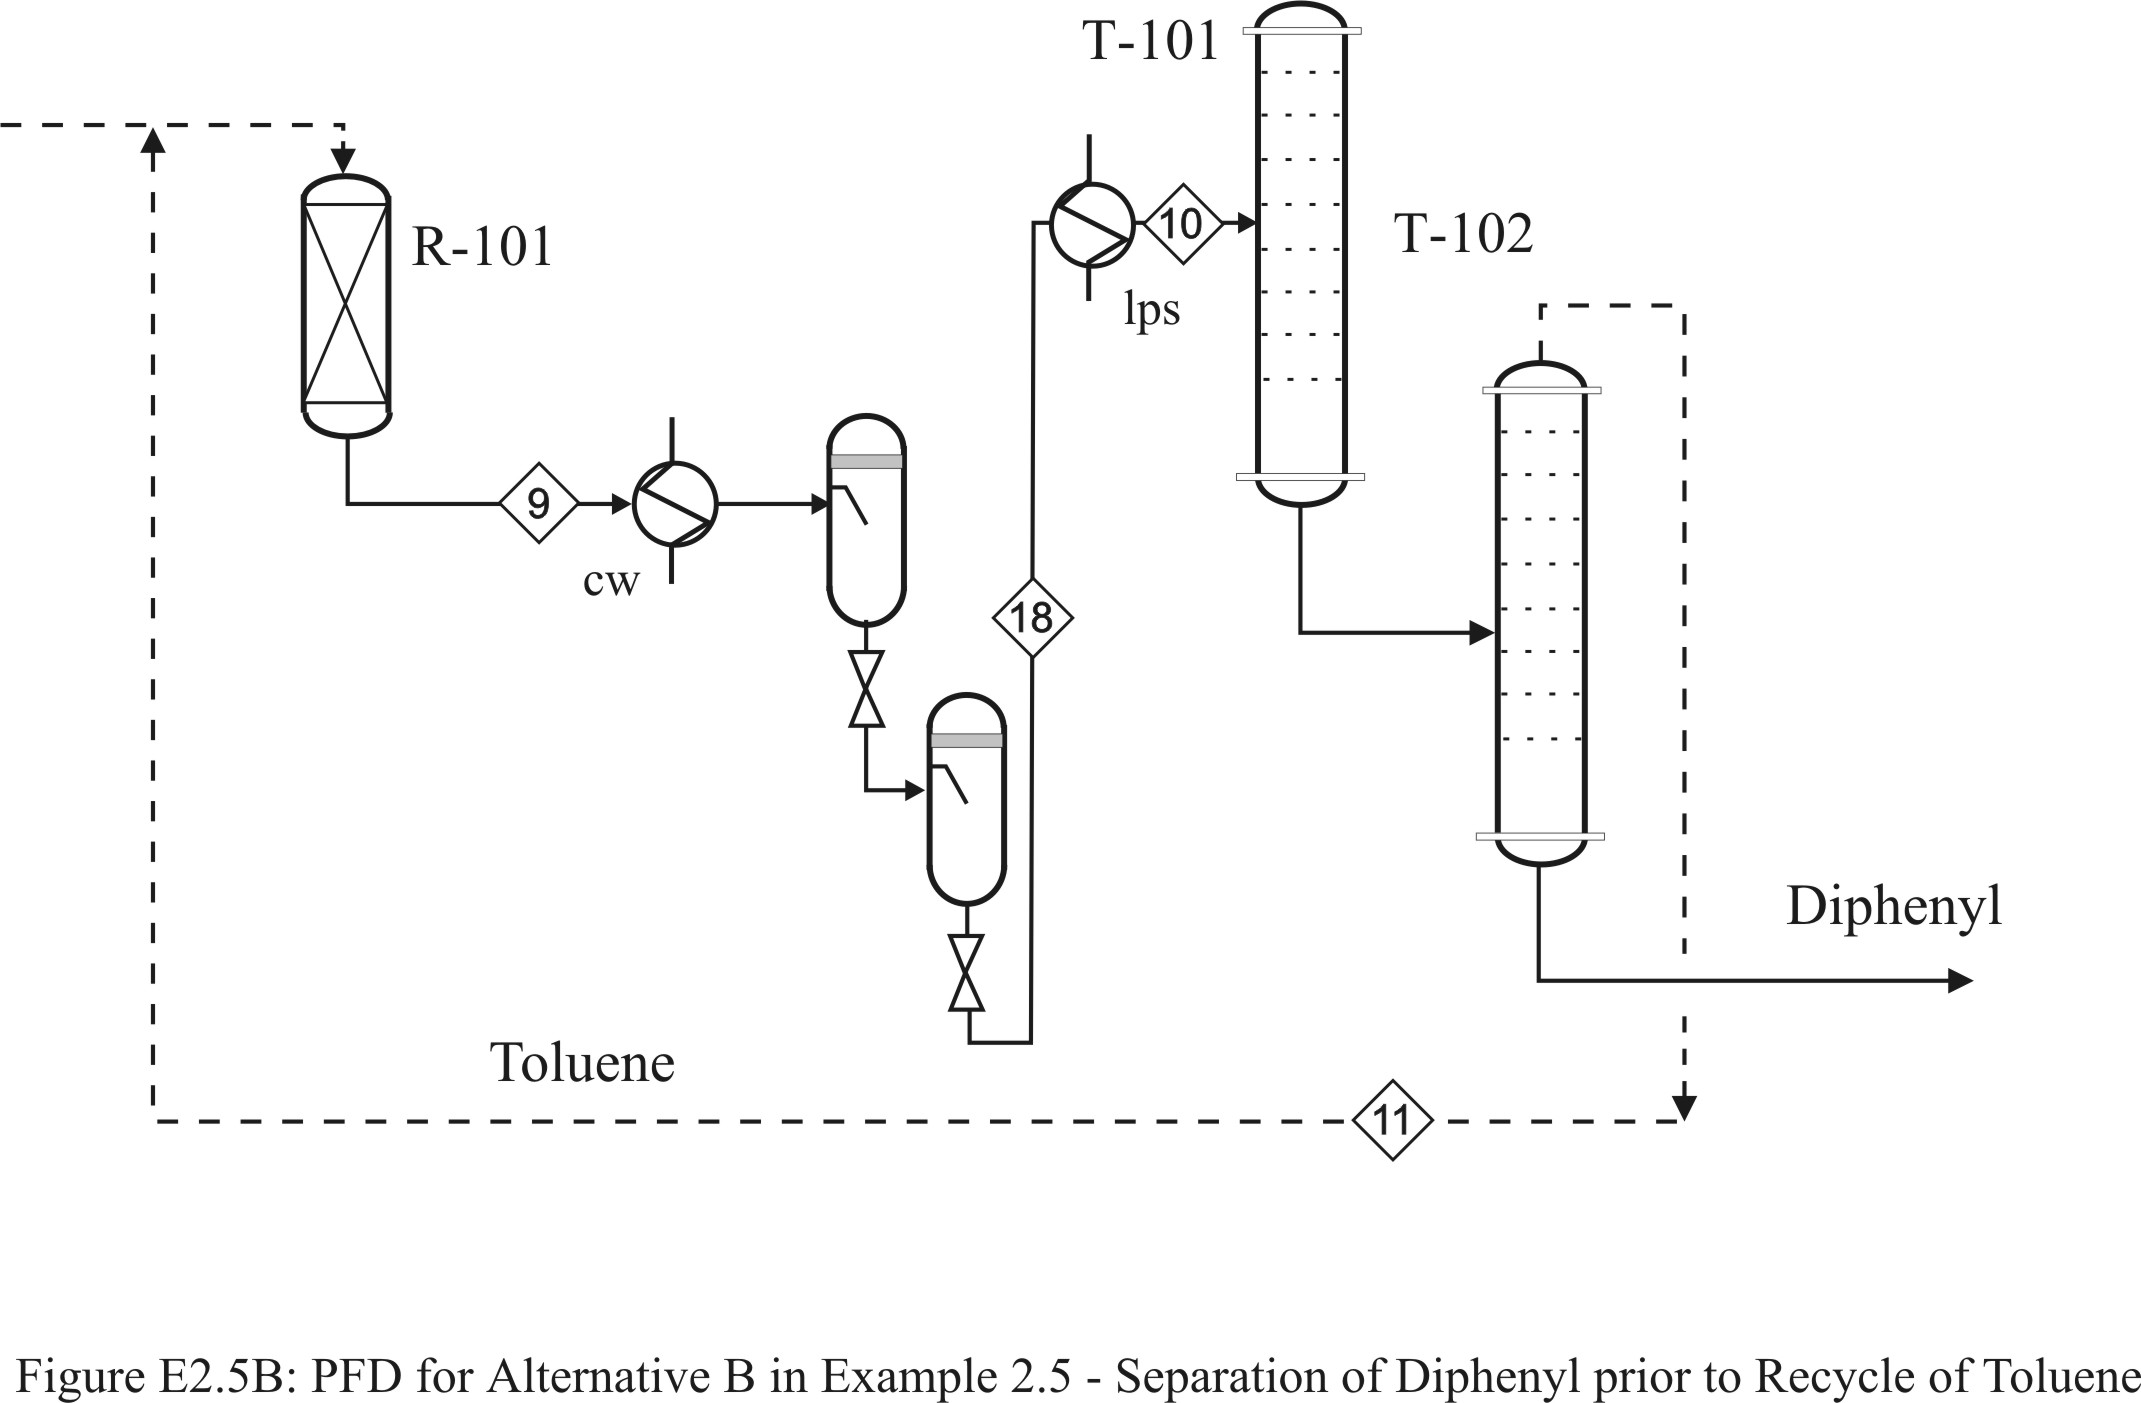 T-101
10
T-102
R-101
lps
9
cw
18
Diphenyl
Toluene
11
Figure E2.5B: PFD for Alternative B in Example 2.5 - Separation of Diphenyl prior to Recycle of Toluene